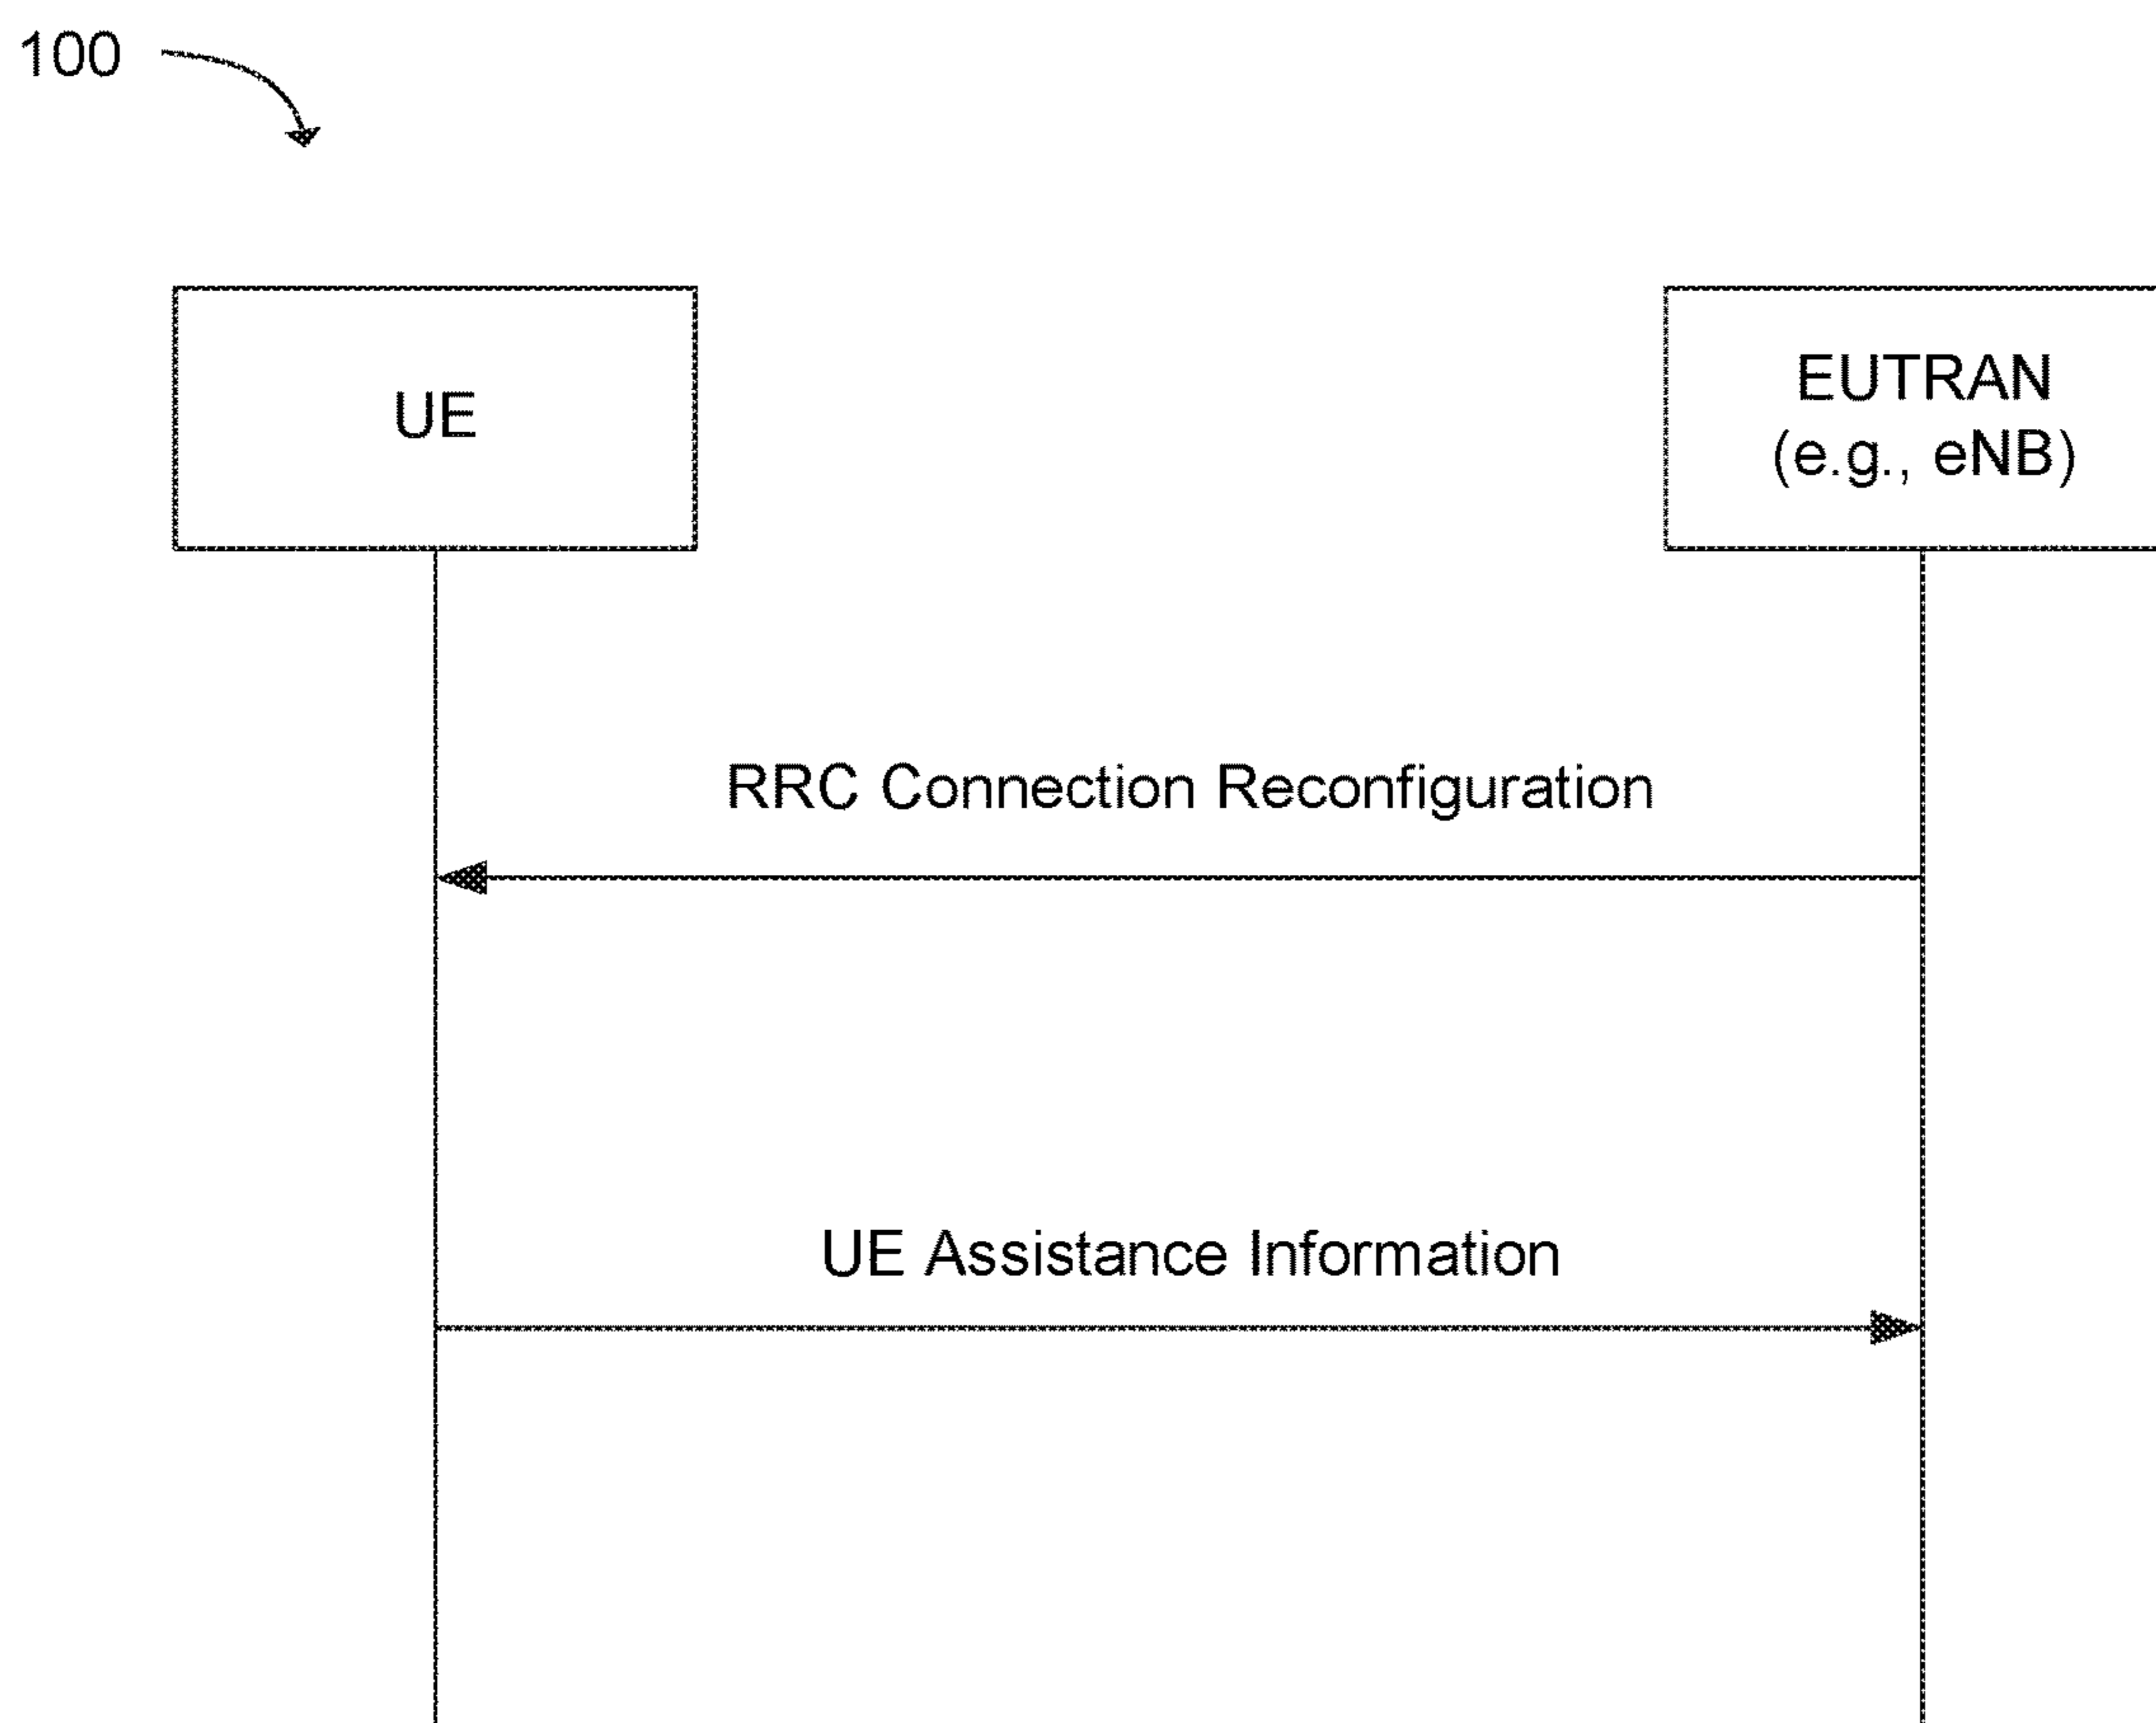 100
UE
EUTRAN
(e.g., eNB)
RRC Connection Reconfiguration
UE Assistance Information